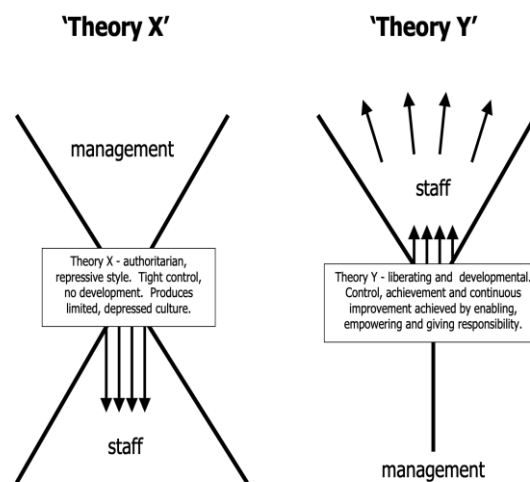 'Theory X'
management
Theory X - authoritarian,
repressive style. Tight control,
no development. Produces
limited, depressed culture.
staff
'Theory Y'
staff
Theory Y - liberating and developmental.
Control, achievement and continuous
improvement achieved by enabling,
empowering and giving responsibility.
management